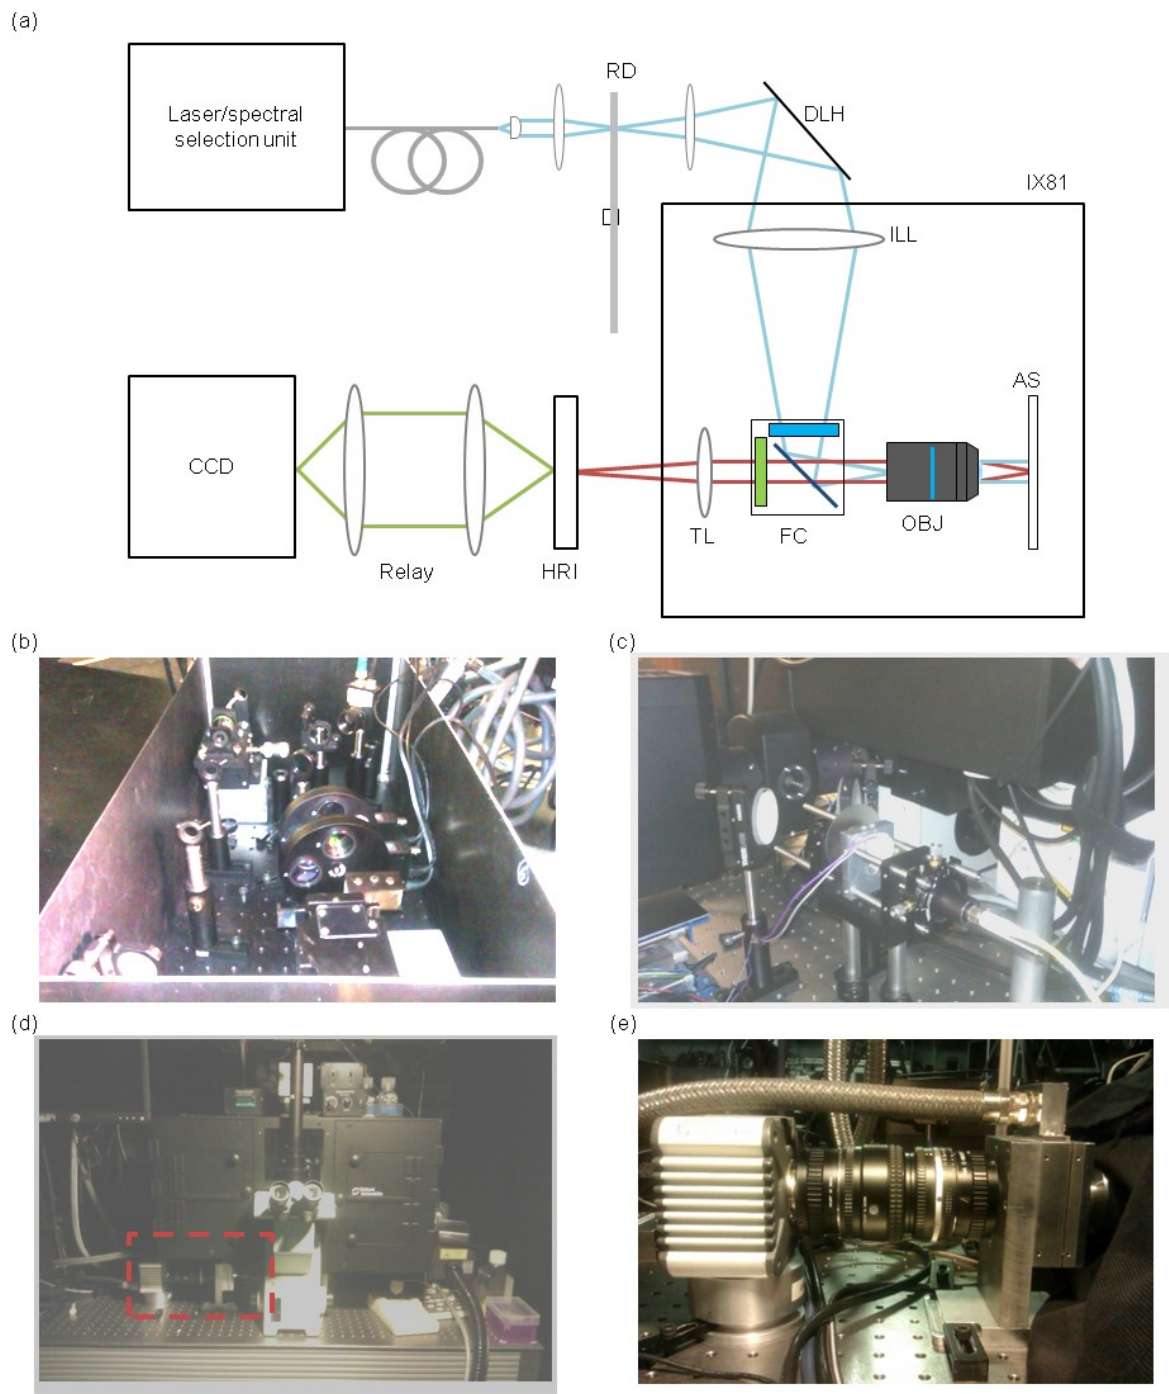 (a)
RD
Laser/spectral
selection unit
DLH
IX81
DI
ILL
AS
CCD
TL
FC
OBJ
Relay
HRI
(b)
(c)
(d)
(e)